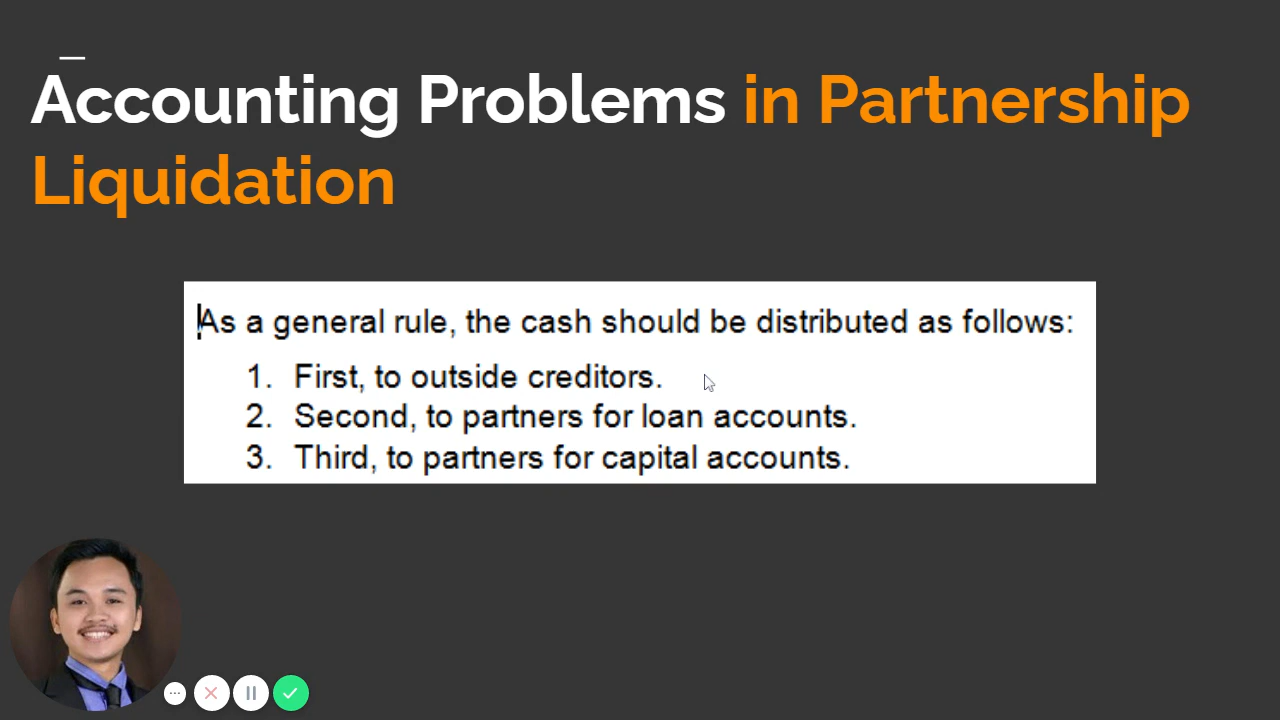 Accounting Problems in Partnership
Liquidation
As a general rule, the cash should be distributed as follows:
1. First, to outside creditors.
2. Second, to partners for loan accounts.
3. Third, to partners for capital accounts.